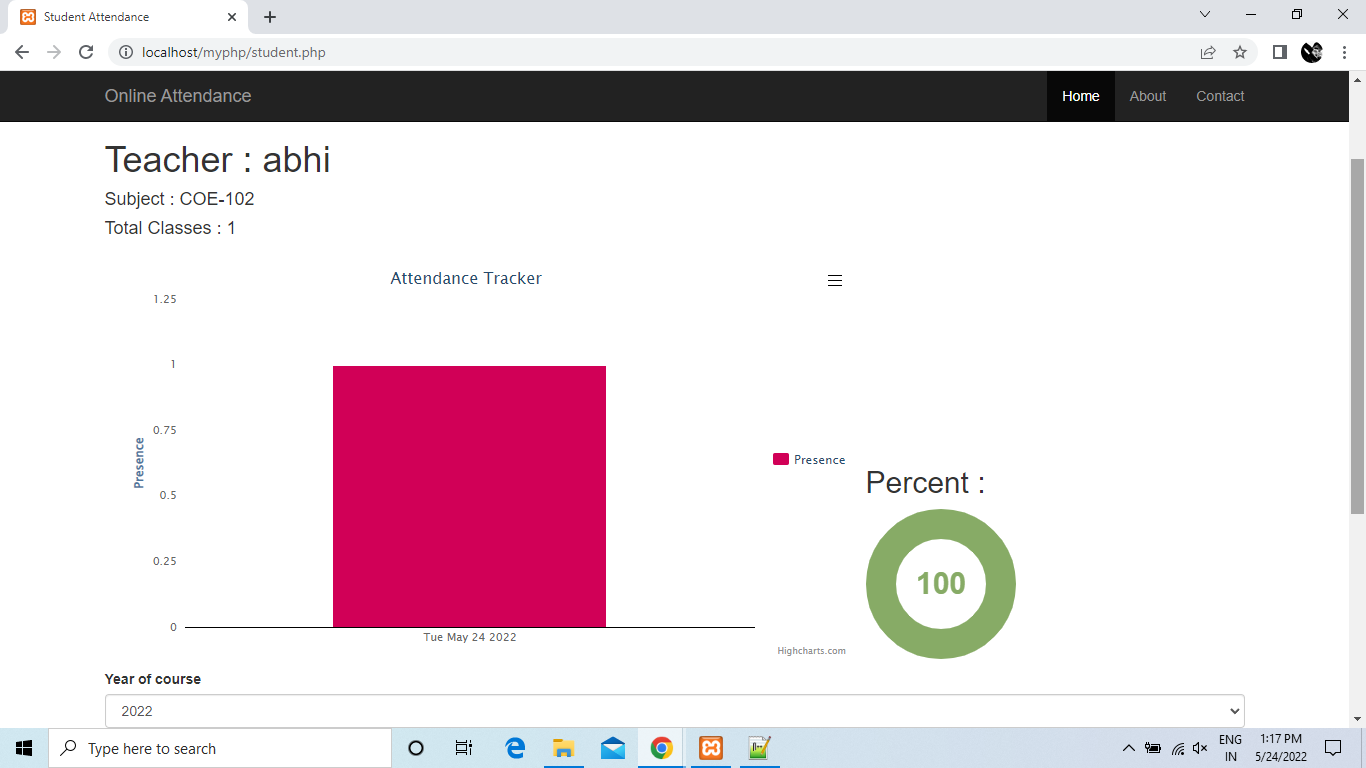 Student Attendance
localhost/myphp/student.php
Online Attendance
Home
About
Contact
Teacher : abhi
Subject : COE-102
Total Classes : 1
Attendance Tracker
1.25
1
0.75
0.5
0.25
0
Presence
Tue May 24 2022
Presence
Highcharts.com
Percent :
100
Year of course
2022
Type here to search
ENG
IN
1:17 PM
5/24/2022